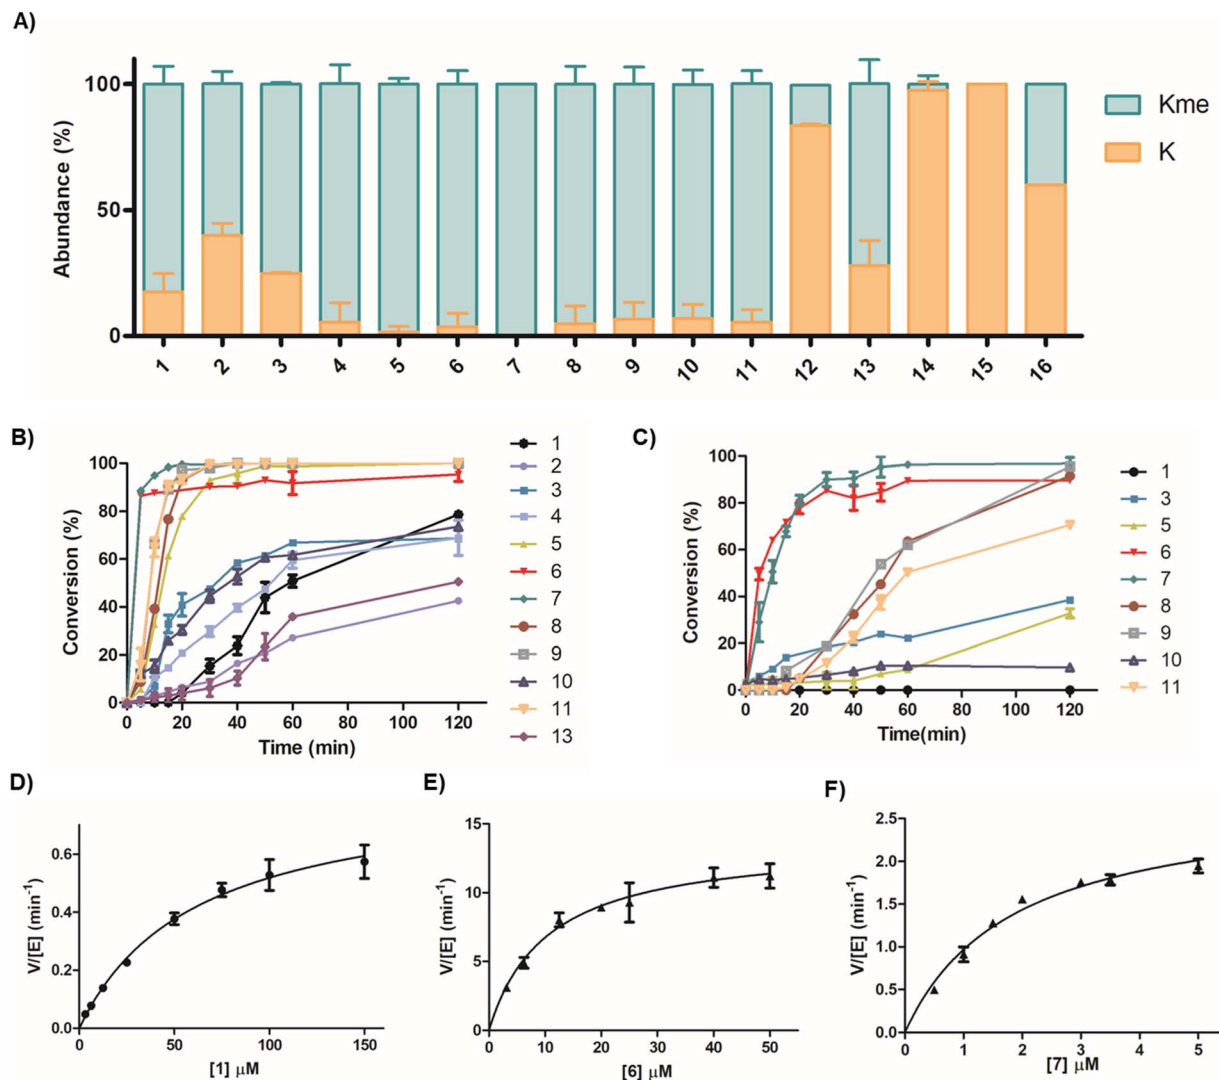 A)
Abundance (%)
100
50
0
1 2 3 4 5 6 7 8 9 10 11 12 13 14 15 16
Kme
K
B)
Conversion (%)
100
80
60
40
20
0
0 20 40 60 80 100 120
Time (min)
1
2
3
4
5
6
7
8
9
10
11
13
C)
Conversion (%)
100
80
60
40
20
0
0 20 40 60 80 100 120
Time(min)
1
3
5
6
7
8
9
10
11
D)
V/[E] (min⁻¹)
0.6
0.4
0.2
0.0
0 50 100 150
[1] µM
E)
V/[E] (min⁻¹)
15
10
5
0
0 10 20 30 40 50
[6] µM
F)
V/[E] (min⁻¹)
2.5
2.0
1.5
1.0
0.5
0.0
0 1 2 3 4 5
[7] µM